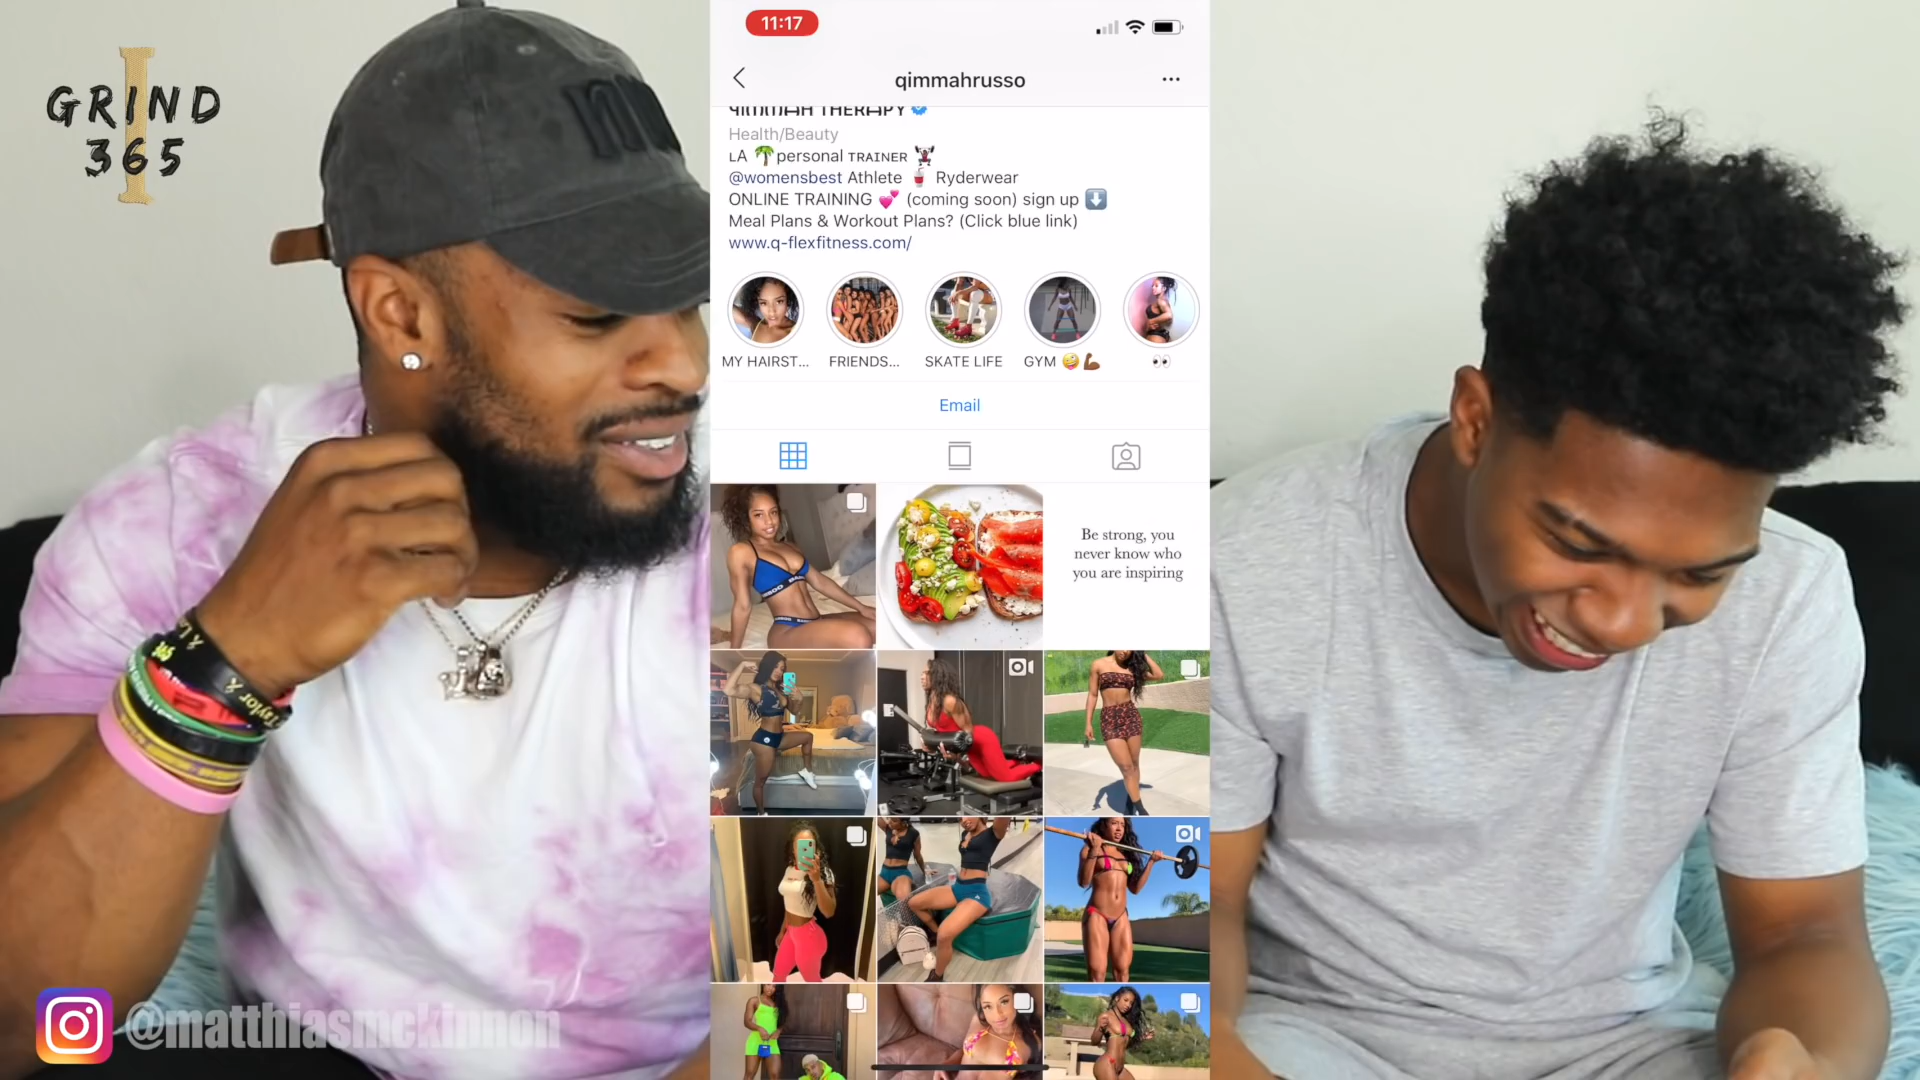 GRIND
365
11:17
qimmahrusso
qimmAH THERAPY
Health/Beauty
LA 🌴personal TRAINER 🏋
@womensbest Athlete 🥤 Ryderwear
ONLINE TRAINING 💕 (coming soon) sign up ⬇️
Meal Plans & Workout Plans? (Click blue link)
www.q-flexfitness.com/
MY HAIRST...
FRIENDS...
SKATE LIFE
GYM 🤪💪🏾
👀
Email
Be strong, you
never know who
you are inspiring
@matthiasmckinnon